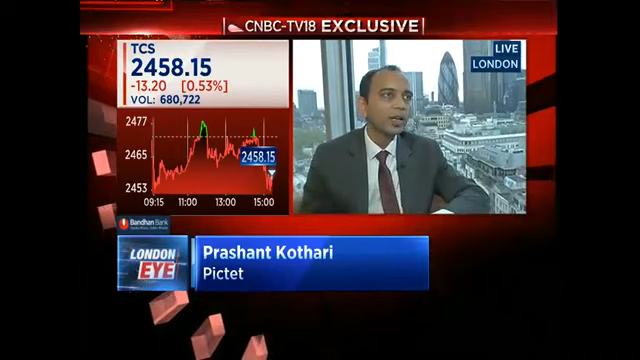 CNBC-TV18 EXCLUSIVE
TCS
2458.15
-13.20 [0.53%]
VOL: 680,722
2477
2465
2453
2458.15
09:15 11:00 13:00 15:00
LIVE
LONDON
Bandhan Bank
LONDON
EYE
Prashant Kothari
Pictet